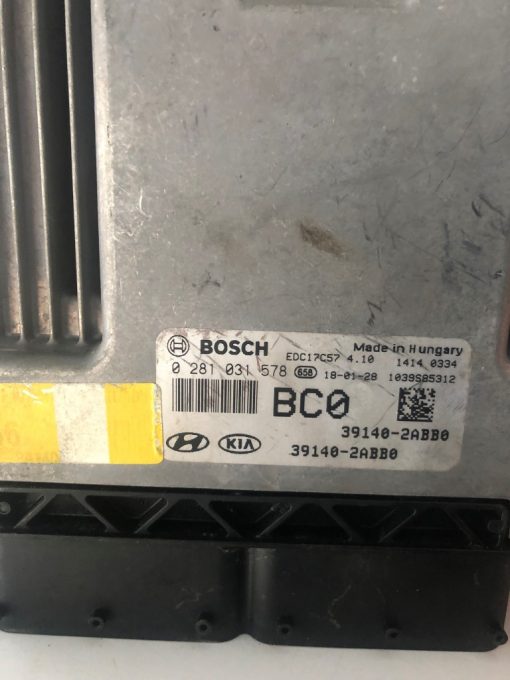 BOSCH EDC17C57 4.10 Made in Hungary
1414 0334
0 281 031 578 658 18-01-28 1039S85312
BC0
39140-2ABB0
KIA 39140-2ABB0